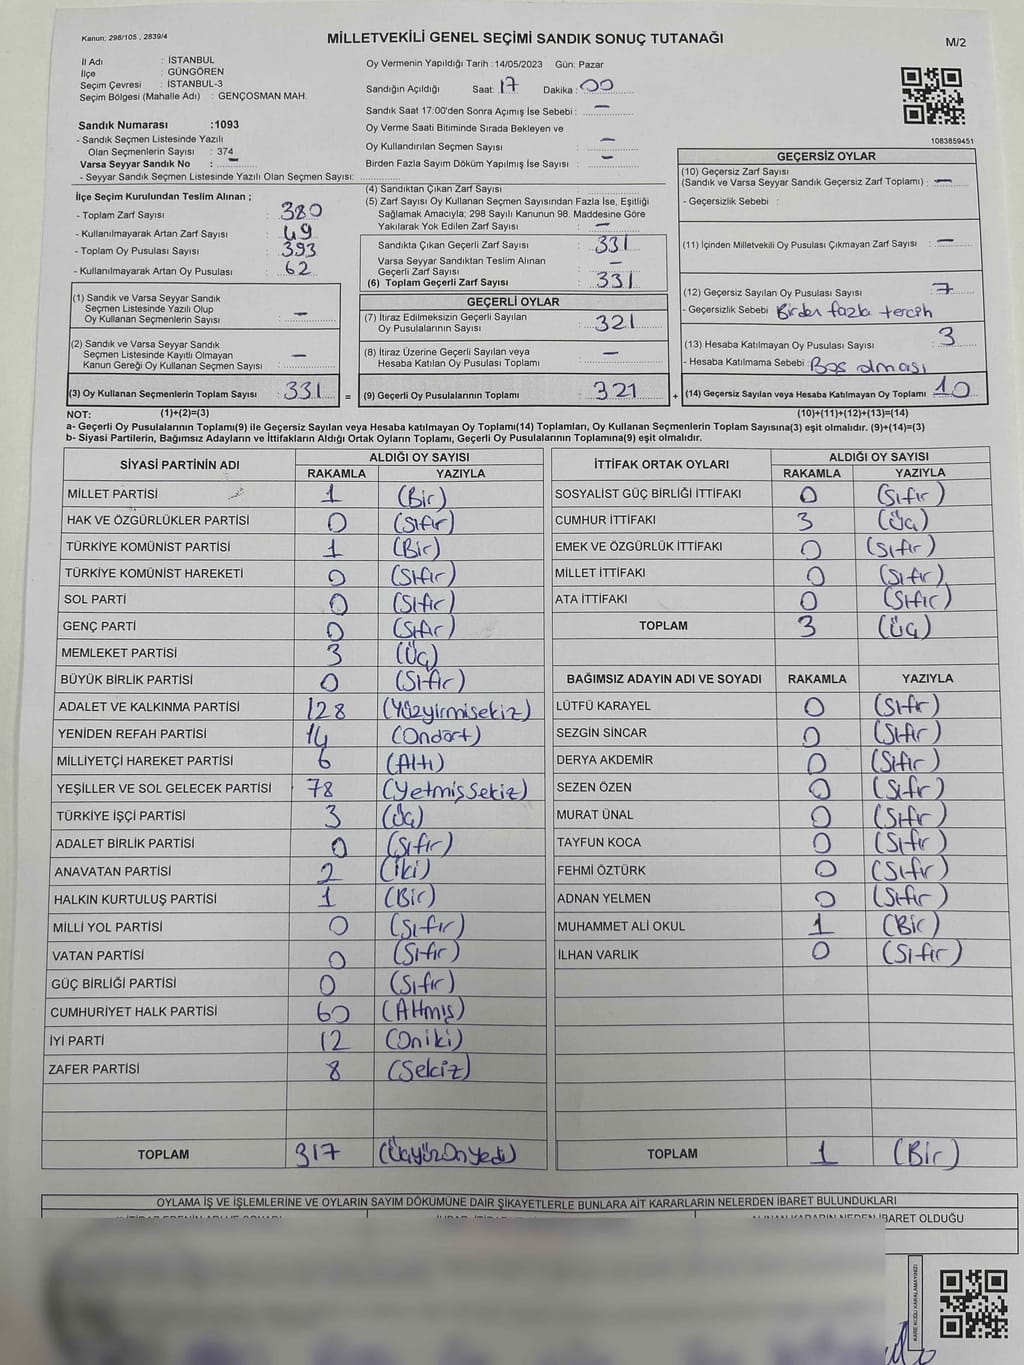 Kanun; 298/105 , 2839/4
MİLLETVEKİLİ GENEL SEÇİMİ SANDIK SONUÇ TUTANAĞI
M/2
İl Adı : İSTANBUL
İlçe : GÜNGÖREN
Seçim Çevresi : İSTANBUL-3
Seçim Bölgesi (Mahalle Adı) : GENÇOSMAN MAH.
Sandık Numarası :1093
- Sandık Seçmen Listesinde Yazılı
Olan Seçmenlerin Sayısı : 374
Varsa Seyyar Sandık No : –
- Seyyar Sandık Seçmen Listesinde Yazılı Olan Seçmen Sayısı:
Oy Vermenin Yapıldığı Tarih :14/05/2023 Gün: Pazar
Sandığın Açıldığı Saat: 17 Dakika : 00
Sandık Saat 17:00'den Sonra Açımış İse Sebebi : –
Oy Verme Saati Bitiminde Sırada Bekleyen ve
Oy Kullandırılan Seçmen Sayısı : –
Birden Fazla Sayım Döküm Yapılmış İse Sayısı : –
1083859451
İlçe Seçim Kurulundan Teslim Alınan ;
- Toplam Zarf Sayısı : 380
- Kullanılmayarak Artan Zarf Sayısı : 49
- Toplam Oy Pusulası Sayısı : 393
- Kullanılmayarak Artan Oy Pusulası : 62
(1) Sandık ve Varsa Seyyar Sandık
Seçmen Listesinde Yazılı Olup
Oy Kullanan Seçmenlerin Sayısı : –
(2) Sandık ve Varsa Seyyar Sandık
Seçmen Listesinde Kayıtlı Olmayan
Kanun Gereği Oy Kullanan Seçmen Sayısı : –
(3) Oy Kullanan Seçmenlerin Toplam Sayısı : 331 =
(4) Sandıktan Çıkan Zarf Sayısı :
(5) Zarf Sayısı Oy Kullanan Seçmen Sayısından Fazla İse, Eşitliği
Sağlamak Amacıyla; 298 Sayılı Kanunun 98. Maddesine Göre
Yakılarak Yok Edilen Zarf Sayısı : –
Sandıkta Çıkan Geçerli Zarf Sayısı : 331
Varsa Seyyar Sandıktan Teslim Alınan
Geçerli Zarf Sayısı : –
(6) Toplam Geçerli Zarf Sayısı : 331
GEÇERLİ OYLAR
(7) İtiraz Edilmeksizin Geçerli Sayılan
Oy Pusulalarının Sayısı : 321
(8) İtiraz Üzerine Geçerli Sayılan veya
Hesaba Katılan Oy Pusulası Toplamı : –
(9) Geçerli Oy Pusulalarının Toplamı : 321 +
GEÇERSİZ OYLAR
(10) Geçersiz Zarf Sayısı
(Sandık ve Varsa Seyyar Sandık Geçersiz Zarf Toplamı) : –
- Geçersizlik Sebebi :
(11) İçinden Milletvekili Oy Pusulası Çıkmayan Zarf Sayısı : –
(12) Geçersiz Sayılan Oy Pusulası Sayısı : 7
- Geçersizlik Sebebi Birden fazla tercih
(13) Hesaba Katılmayan Oy Pusulası Sayısı : 3
- Hesaba Katılmama Sebebi : Boş olması
(14) Geçersiz Sayılan veya Hesaba Katılmayan Oy Toplamı : 10
NOT: (1)+(2)=(3) (10)+(11)+(12)+(13)=(14)
a- Geçerli Oy Pusulalarının Toplamı(9) ile Geçersiz Sayılan veya Hesaba katılmayan Oy Toplamı(14) Toplamları, Oy Kullanan Seçmenlerin Toplam Sayısına(3) eşit olmalıdır. (9)+(14)=(3)
b- Siyasi Partilerin, Bağımsız Adayların ve İttifakların Aldığı Ortak Oyların Toplamı, Geçerli Oy Pusulalarının Toplamına(9) eşit olmalıdır.
SİYASİ PARTİNİN ADI ALDIĞI OY SAYISI
RAKAMLA YAZIYLA
MİLLET PARTİSİ 1 (Bir)
HAK VE ÖZGÜRLÜKLER PARTİSİ 0 (Sıfır)
TÜRKİYE KOMÜNİST PARTİSİ 1 (Bir)
TÜRKİYE KOMÜNİST HAREKETİ 0 (Sıfır)
SOL PARTİ 0 (Sıfır)
GENÇ PARTİ 0 (Sıfır)
MEMLEKET PARTİSİ 3 (Üç)
BÜYÜK BİRLİK PARTİSİ 0 (Sıfır)
ADALET VE KALKINMA PARTİSİ 128 (Yüzyirmisekiz)
YENİDEN REFAH PARTİSİ 14 (Ondört)
MİLLİYETÇİ HAREKET PARTİSİ 6 (Altı)
YEŞİLLER VE SOL GELECEK PARTİSİ 78 (Yetmişsekiz)
TÜRKİYE İŞÇİ PARTİSİ 3 (Üç)
ADALET BİRLİK PARTİSİ 0 (Sıfır)
ANAVATAN PARTİSİ 2 (İki)
HALKIN KURTULUŞ PARTİSİ 1 (Bir)
MİLLİ YOL PARTİSİ 0 (Sıfır)
VATAN PARTİSİ 0 (Sıfır)
GÜÇ BİRLİĞİ PARTİSİ 0 (Sıfır)
CUMHURİYET HALK PARTİSİ 60 (Altmış)
İYİ PARTİ 12 (Oniki)
ZAFER PARTİSİ 8 (Sekiz)
TOPLAM 317 (ÜçyüzOnyedi)
İTTİFAK ORTAK OYLARI ALDIĞI OY SAYISI
RAKAMLA YAZIYLA
SOSYALİST GÜÇ BİRLİĞİ İTTİFAKI 0 (Sıfır)
CUMHUR İTTİFAKI 3 (Üç)
EMEK VE ÖZGÜRLÜK İTTİFAKI 0 (Sıfır)
MİLLET İTTİFAKI 0 (Sıfır)
ATA İTTİFAKI 0 (Sıfır)
TOPLAM 3 (Üç)
BAĞIMSIZ ADAYIN ADI VE SOYADI RAKAMLA YAZIYLA
LÜTFÜ KARAYEL 0 (Sıfır)
SEZGİN SİNCAR 0 (Sıfır)
DERYA AKDEMİR 0 (Sıfır)
SEZEN ÖZEN 0 (Sıfır)
MURAT ÜNAL 0 (Sıfır)
TAYFUN KOCA 0 (Sıfır)
FEHMİ ÖZTÜRK 0 (Sıfır)
ADNAN YELMEN 0 (Sıfır)
MUHAMMET ALİ OKUL 1 (Bir)
İLHAN VARLIK 0 (Sıfır)
TOPLAM 1 (Bir)
OYLAMA İŞ VE İŞLEMLERİNE VE OYLARIN SAYIM DÖKÜMÜNE DAİR ŞİKAYETLERLE BUNLARA AİT KARARLARIN NELERDEN İBARET BULUNDUKLARI
ALINAN KARARIN NEDEN İBARET OLDUĞU
KARE KODU KARALAMAYINIZ!